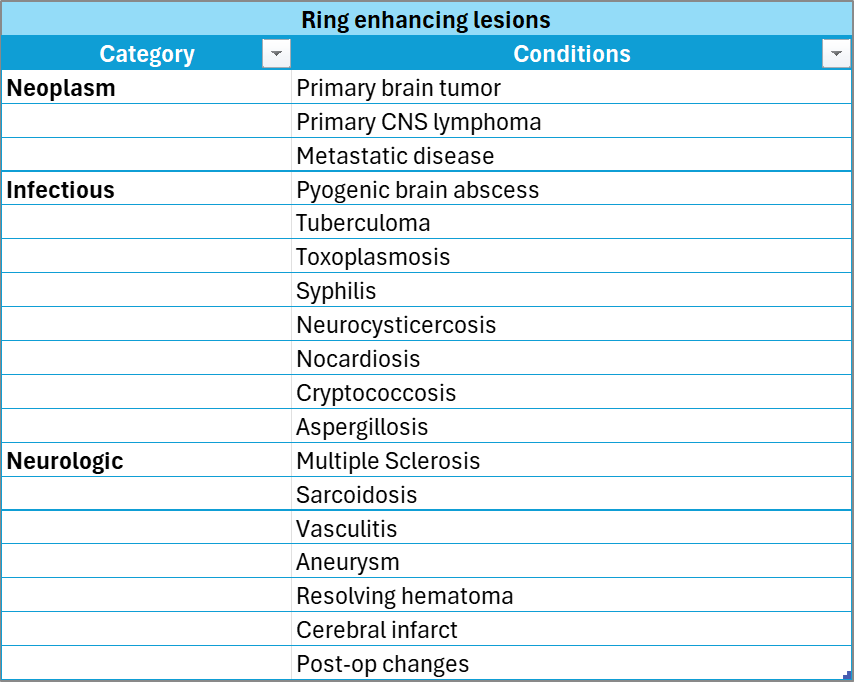 Ring enhancing lesions
Category Conditions
Neoplasm Primary brain tumor
Primary CNS lymphoma
Metastatic disease
Infectious Pyogenic brain abscess
Tuberculoma
Toxoplasmosis
Syphilis
Neurocysticercosis
Nocardiosis
Cryptococcosis
Aspergillosis
Neurologic Multiple Sclerosis
Sarcoidosis
Vasculitis
Aneurysm
Resolving hematoma
Cerebral infarct
Post-op changes